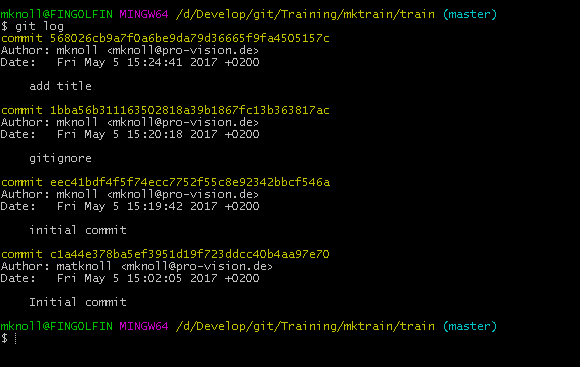 mknoll@FINGOLFIN MINGW64 /d/Develop/git/Training/mktrain/train (master)
$ git log
commit 568026cb9a7f0a6be9da79d36665f9fa4505157c
Author: mknoll <mknoll@pro-vision.de>
Date:   Fri May 5 15:24:41 2017 +0200
    add title
commit 1bba56b311163502818a39b1867fc13b363817ac
Author: mknoll <mknoll@pro-vision.de>
Date:   Fri May 5 15:20:18 2017 +0200
    gitignore
commit eec41bdf4f5f74ecc7752f55c8e92342bbcf546a
Author: mknoll <mknoll@pro-vision.de>
Date:   Fri May 5 15:19:42 2017 +0200
    initial commit
commit c1a44e378ba5ef3951d19f723ddcc40b4aa97e70
Author: matknoll <mknoll@pro-vision.de>
Date:   Fri May 5 15:02:05 2017 +0200
    Initial commit
mknoll@FINGOLFIN MINGW64 /d/Develop/git/Training/mktrain/train (master)
$